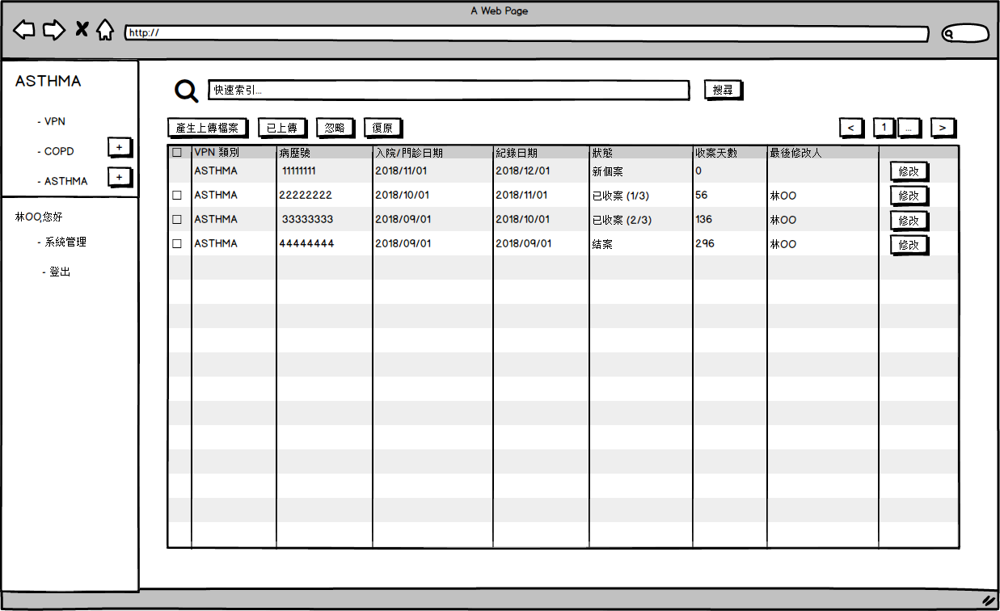 A Web Page
http://
ASTHMA
- VPN
- COPD +
- ASTHMA +
林OO,您好
- 系統管理
- 登出
快速索引... 搜尋
產生上傳檔案 已上傳 忽略 復原 < 1 ... >
VPN 類別 病歷號 入院/門診日期 紀錄日期 狀態 收案天數 最後修改人
ASTHMA 11111111 2018/11/01 2018/12/01 新個案 0 修改
ASTHMA 22222222 2018/10/01 2018/11/01 已收案 (1/3) 56 林OO 修改
ASTHMA 33333333 2018/09/01 2018/10/01 已收案 (2/3) 136 林OO 修改
ASTHMA 44444444 2018/09/01 2018/09/01 結案 296 林OO 修改